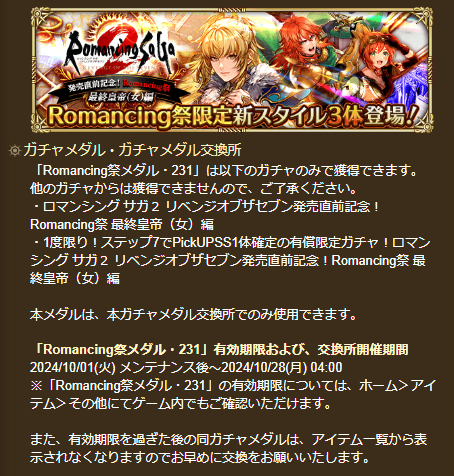 Romancing SaGa
2
発売直前記念！Romancing祭
最終皇帝(女)編
Romancing祭限定新スタイル3体登場！
ガチャメダル・ガチャメダル交換所
「Romancing祭メダル・231」は以下のガチャのみで獲得できます。
他のガチャからは獲得できませんので、ご了承ください。
・ロマンシング サガ２ リベンジオブザセブン発売直前記念！
Romancing祭 最終皇帝（女）編
・1度限り！ステップ7でPickUPSS1体確定の有償限定ガチャ！ロマン
シング サガ２ リベンジオブザセブン発売直前記念！Romancing祭 最
終皇帝（女）編
本メダルは、本ガチャメダル交換所でのみ使用できます。
「Romancing祭メダル・231」有効期限および、交換所開催期間
2024/10/01(火) メンテナンス後～2024/10/28(月) 04:00
※「Romancing祭メダル・231」の有効期限については、ホーム＞アイ
テム＞その他にてゲーム内でもご確認いただけます。
また、有効期限を過ぎた後の同ガチャメダルは、アイテム一覧から表
示されなくなりますのでお早めに交換をお願いいたします。